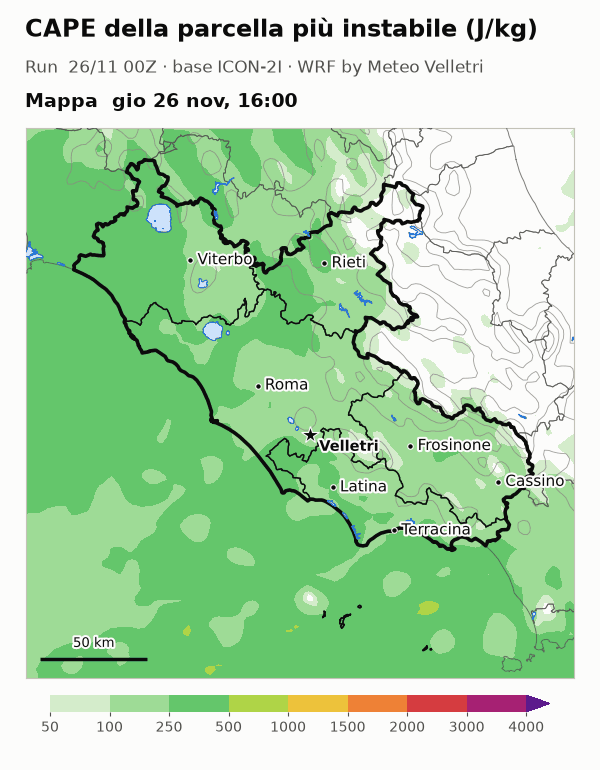 CAPE della parcella più instabile (J/kg)
Run  26/11 00Z · base ICON-2I · WRF by Meteo Velletri
Mappa  gio 26 nov, 16:00
Viterbo
Rieti
Roma
Velletri
Frosinone
Cassino
Latina
Terracina
50 km
50 100 250 500 1000 1500 2000 3000 4000